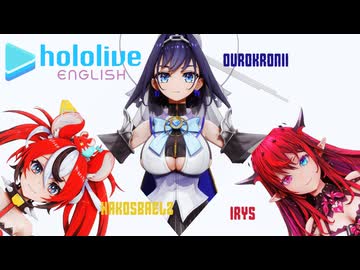 hololive
ENGLISH
OUROKRONII
HAKOSBAELZ
IRYS